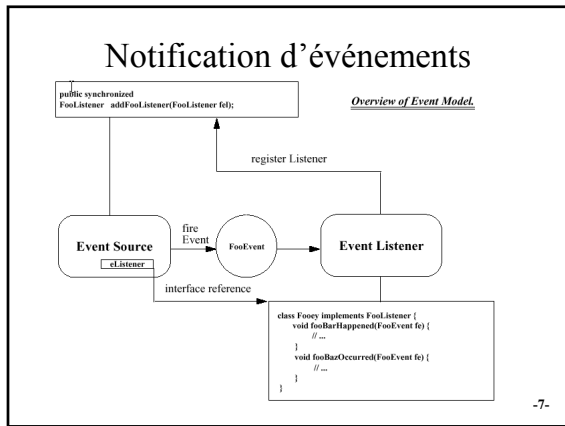 Notification d'événements
public synchronized
FooListener addFooListener(FooListener fel);
Overview of Event Model.
register Listener
fire
Event
Event Source
FooEvent
Event Listener
eListener
interface reference
class Fooey implements FooListener {
void fooBarHappened(FooEvent fe) {
// ...
}
void fooBazOccurred(FooEvent fe) {
// ...
}
}
-7-